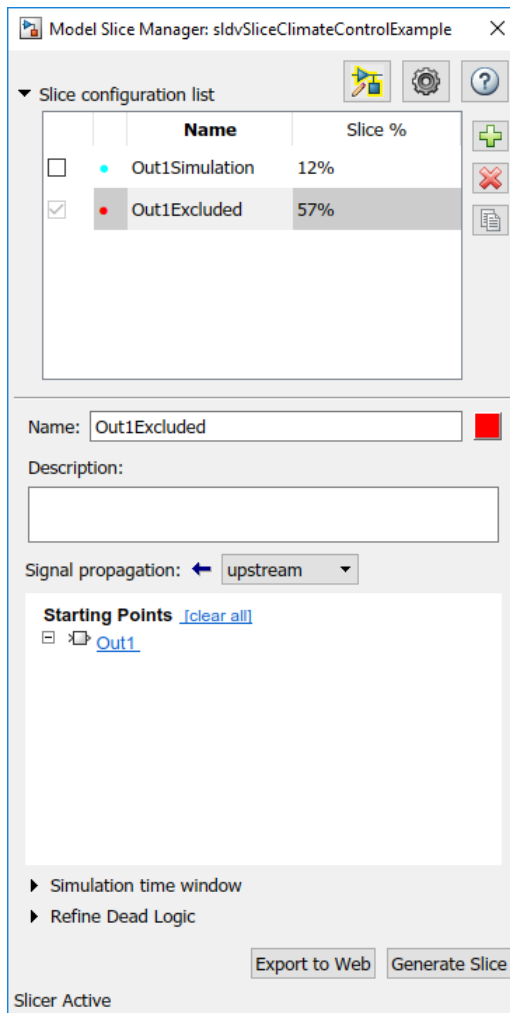 Model Slice Manager: sldvSliceClimateControlExample
Slice configuration list
Name Slice %
Out1Simulation 12%
Out1Excluded 57%
Name: Out1Excluded
Description:
Signal propagation: upstream
Starting Points [clear all]
Out1
Simulation time window
Refine Dead Logic
Export to Web Generate Slice
Slicer Active